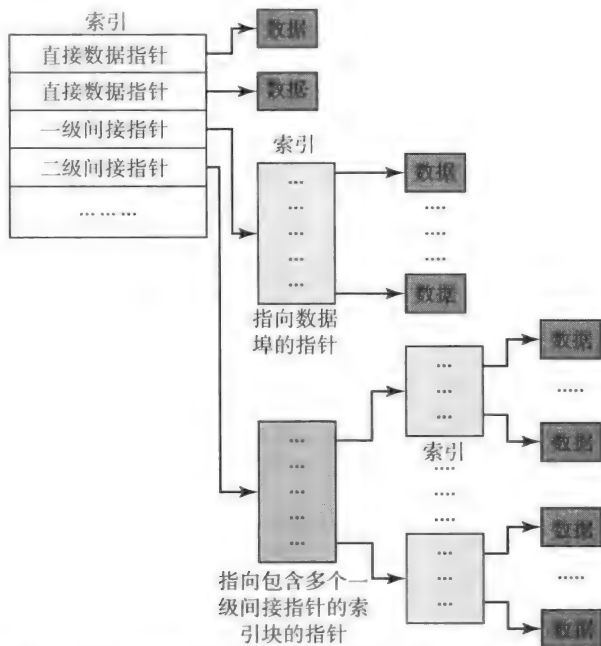 索引
直接数据指针
数据
直接数据指针
数据
一级间接指针
二级间接指针
………
索引
...
...
...
...
...
数据
....
....
....
数据
指向数据
埠的指针
...
...
...
索引
数据
.....
数据
...
...
...
...
...
指向包含多个一
级间接指针的索
引块的指针
....
....
....
...
...
...
数据
.....
数据